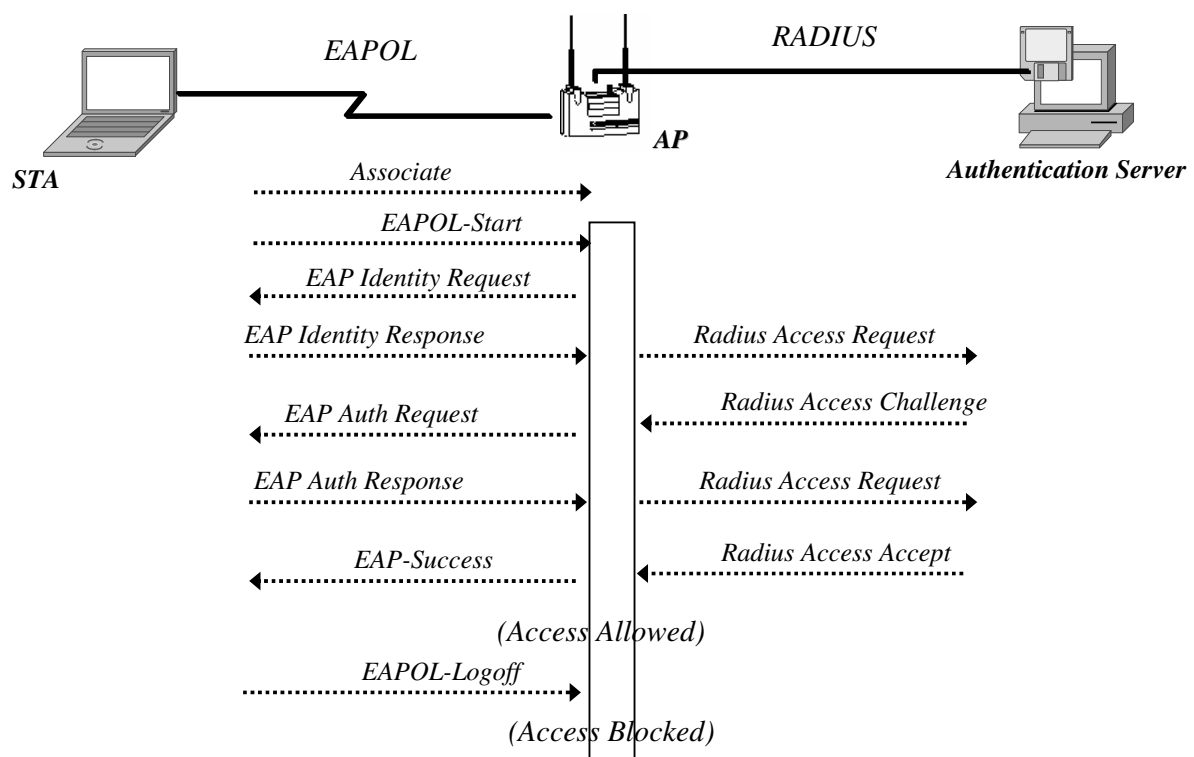 EAPOL
RADIUS
STA
AP
Authentication Server
Associate
EAPOL-Start
EAP Identity Request
EAP Identity Response
Radius Access Request
EAP Auth Request
Radius Access Challenge
EAP Auth Response
Radius Access Request
EAP-Success
Radius Access Accept
(Access Allowed)
EAPOL-Logoff
(Access Blocked)